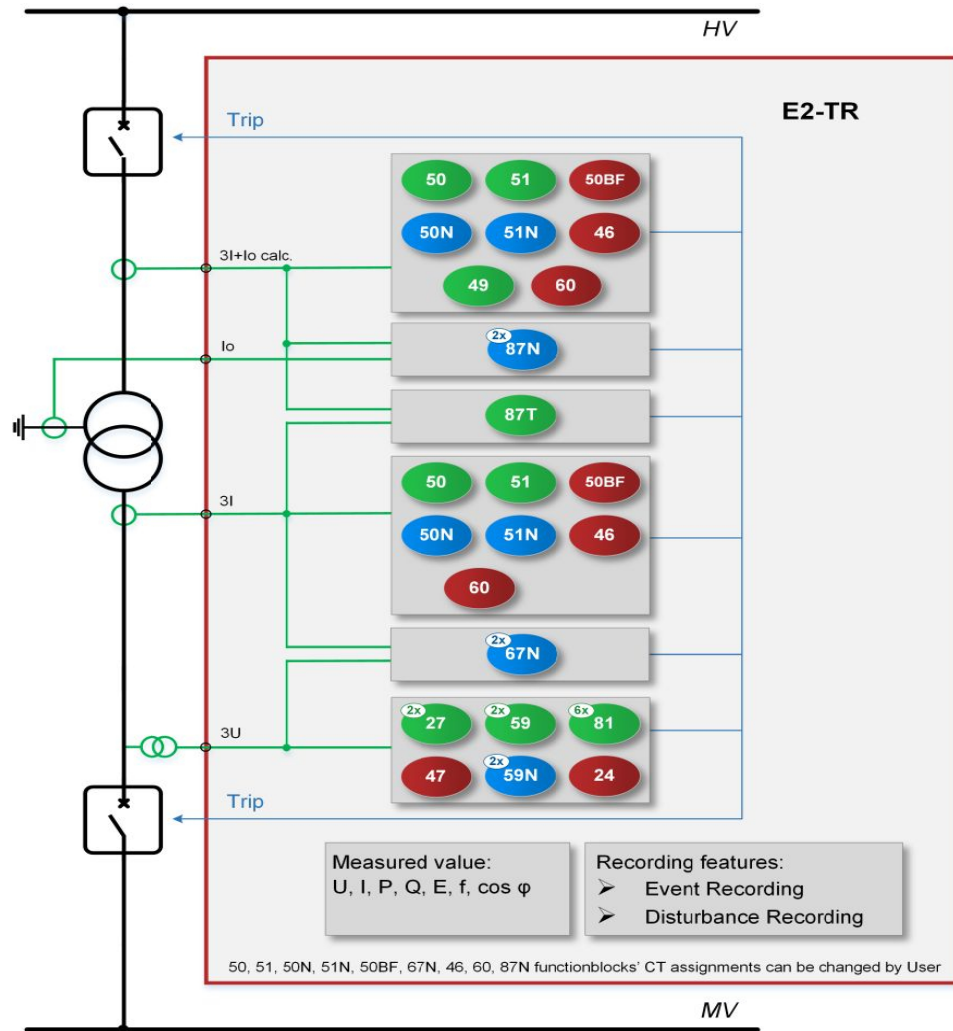 HV
E2-TR
Trip
50 51 50BF
50N 51N 46
3I+Io calc.
49 60
2x
Io
87N
87T
50 51 50BF
3I
50N 51N 46
60
2x
67N
2x 2x 6x
27 59 81
3U
2x
47 59N 24
Trip
Measured value:
U, I, P, Q, E, f, cos φ
Recording features:
➢ Event Recording
➢ Disturbance Recording
50, 51, 50N, 51N, 50BF, 67N, 46, 60, 87N functionblocks' CT assignments can be changed by User
MV